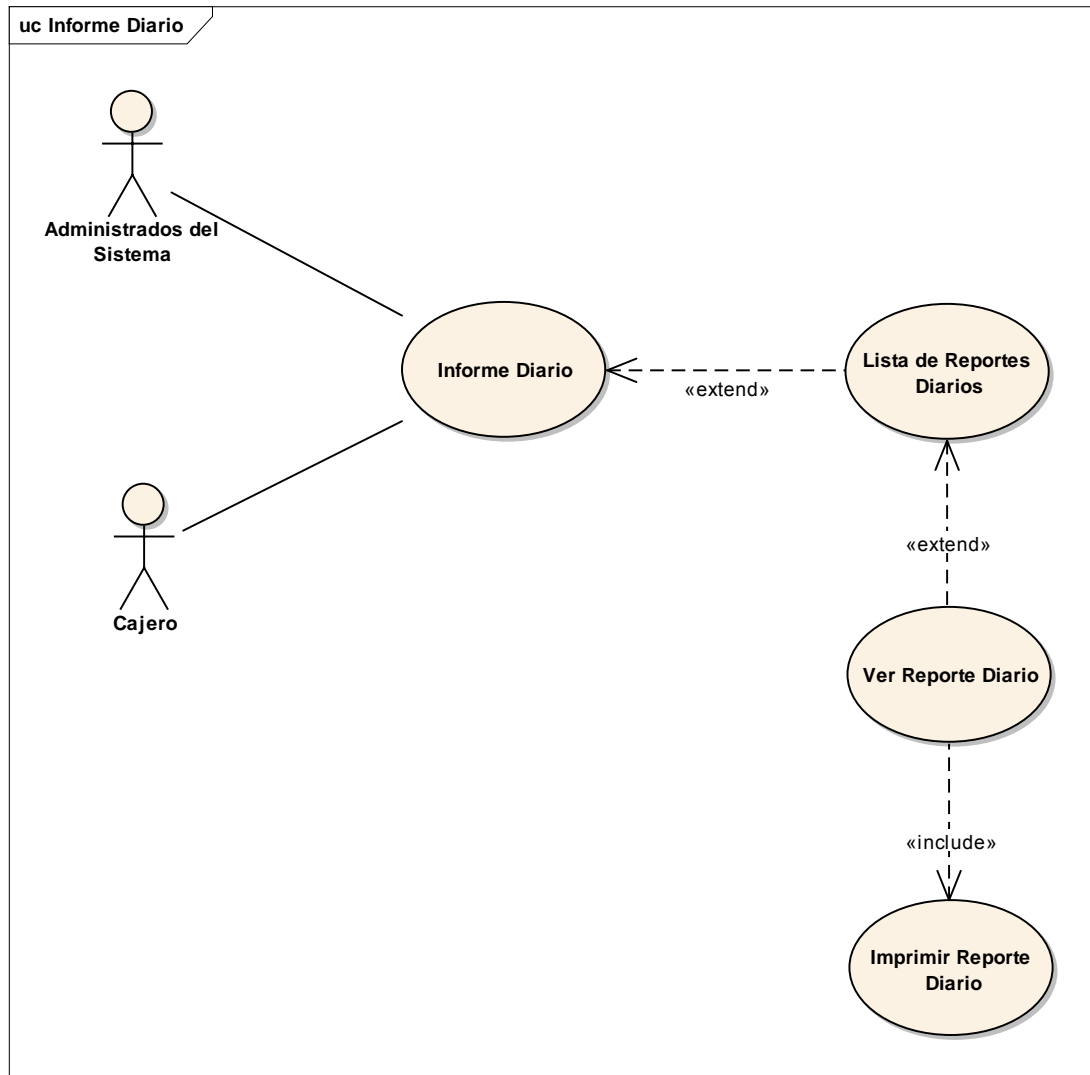 uc Informe Diario
Administrados del
Sistema
Informe Diario
«extend»
Lista de Reportes
Diarios
«extend»
Cajero
Ver Reporte Diario
«include»
Imprimir Reporte
Diario